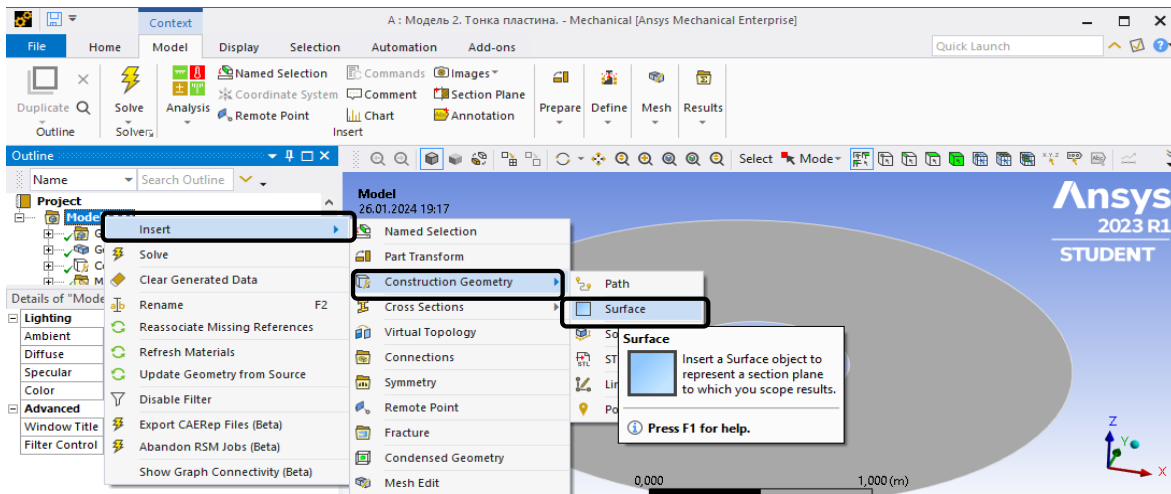 Context
A : Модель 2. Тонка пластина. - Mechanical [Ansys Mechanical Enterprise]
File Home Model Display Selection Automation Add-ons Quick Launch
Duplicate
Outline
Solve
Solver
Analysis
Named Selection
Coordinate System
Remote Point
Commands
Comment
Chart
Images
Section Plane
Annotation
Insert
Prepare Define Mesh Results
Outline
Name Search Outline
Select Mode
Project
Mode
G
G
C
M
Details of "Mode
Lighting
Ambient
Diffuse
Specular
Color
Advanced
Window Title
Filter Control
Insert
Solve
Clear Generated Data
Rename F2
Reassociate Missing References
Refresh Materials
Update Geometry from Source
Disable Filter
Export CAERep Files (Beta)
Abandon RSM Jobs (Beta)
Show Graph Connectivity (Beta)
Model
26.01.2024 19:17
Named Selection
Part Transform
Construction Geometry
Cross Sections
Virtual Topology
Connections
Symmetry
Remote Point
Fracture
Condensed Geometry
Mesh Edit
Path
Surface
So
ST
Lin
Po
Surface
Insert a Surface object to
represent a section plane
to which you scope results.
Press F1 for help.
Ansys
2023 R1
STUDENT
Z
Y
X
0,000 1,000 (m)